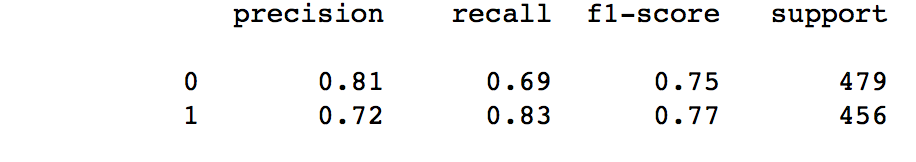 precision recall f1-score support
0 0.81 0.69 0.75 479
1 0.72 0.83 0.77 456